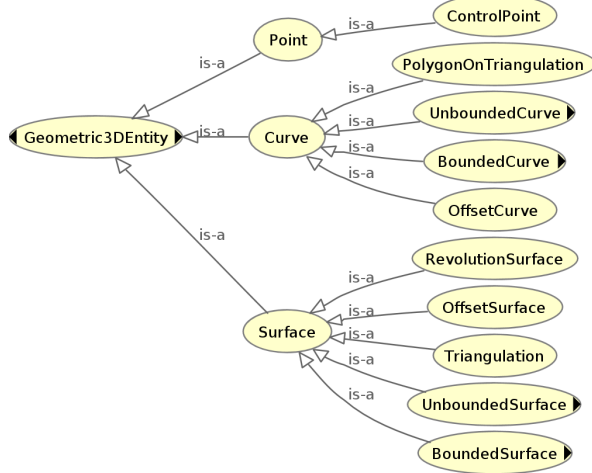 ControlPoint
is-a
Point
PolygonOnTriangulation
is-a
is-a
UnboundedCurve
is-a
Geometric3DEntity
is-a
Curve
is-a
BoundedCurve
is-a
OffsetCurve
is-a
RevolutionSurface
is-a
OffsetSurface
is-a
Surface
is-a
Triangulation
is-a
UnboundedSurface
is-a
BoundedSurface